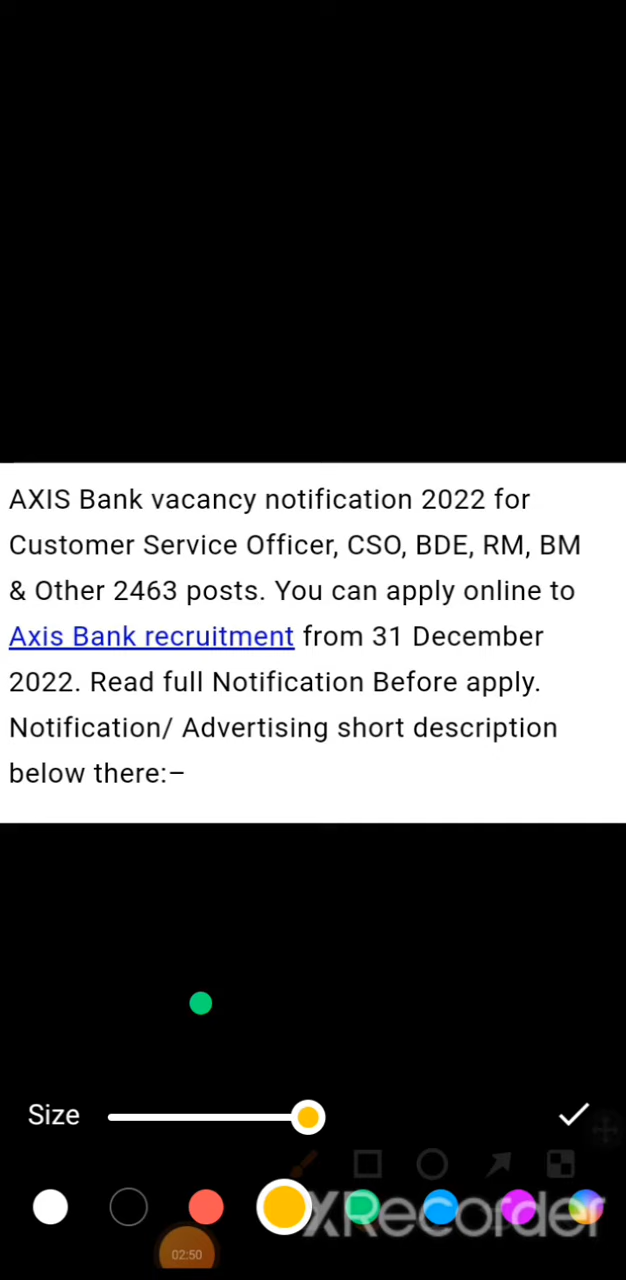 AXIS Bank vacancy notification 2022 for
Customer Service Officer, CSO, BDE, RM, BM
& Other 2463 posts. You can apply online to
Axis Bank recruitment from 31 December
2022. Read full Notification Before apply.
Notification/ Advertising short description
below there:–
Size
XRecorder
02:50